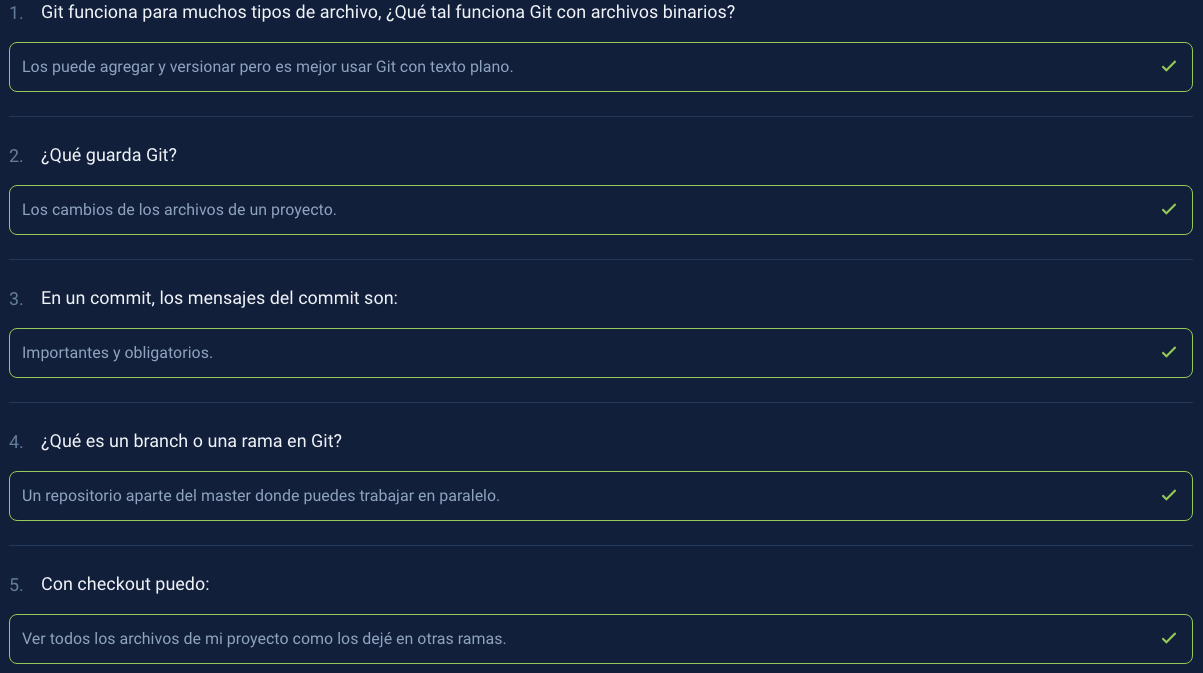 1. Git funciona para muchos tipos de archivo, ¿Qué tal funciona Git con archivos binarios?
Los puede agregar y versionar pero es mejor usar Git con texto plano.
2. ¿Qué guarda Git?
Los cambios de los archivos de un proyecto.
3. En un commit, los mensajes del commit son:
Importantes y obligatorios.
4. ¿Qué es un branch o una rama en Git?
Un repositorio aparte del master donde puedes trabajar en paralelo.
5. Con checkout puedo:
Ver todos los archivos de mi proyecto como los dejé en otras ramas.